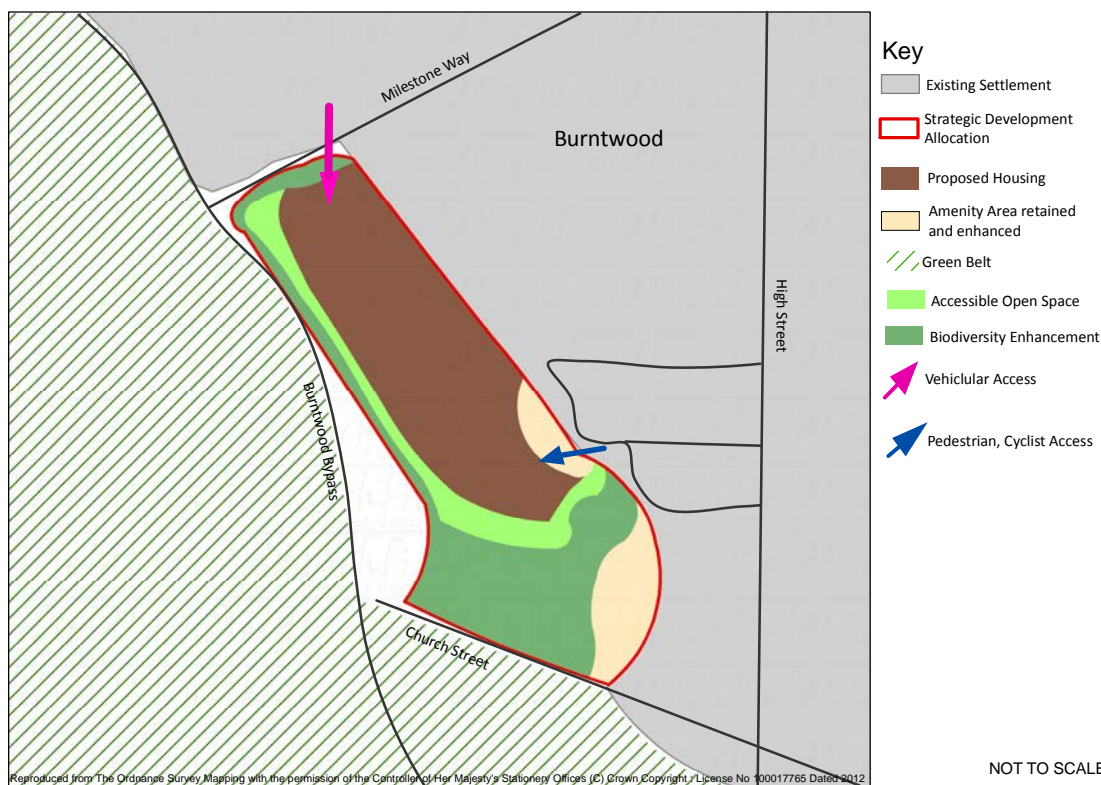 Milestone Way
Burntwood
High Street
Burntwood Bypass
Church Street
Reproduced from The Ordnance Survey Mapping with the permission of the Controller of Her Majesty's Stationery Offices (C) Crown Copyright : License No 100017765 Dated 2012
Key
Existing Settlement
Strategic Development
Allocation
Proposed Housing
Amenity Area retained
and enhanced
Green Belt
Accessible Open Space
Biodiversity Enhancement
Vehiclular Access
Pedestrian, Cyclist Access
NOT TO SCALE